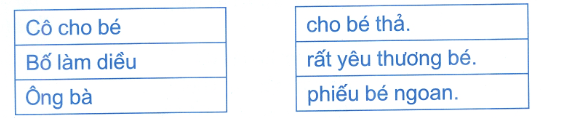 Cô cho bé
Bố làm diều
Ông bà
cho bé thả.
rất yêu thương bé.
phiếu bé ngoan.